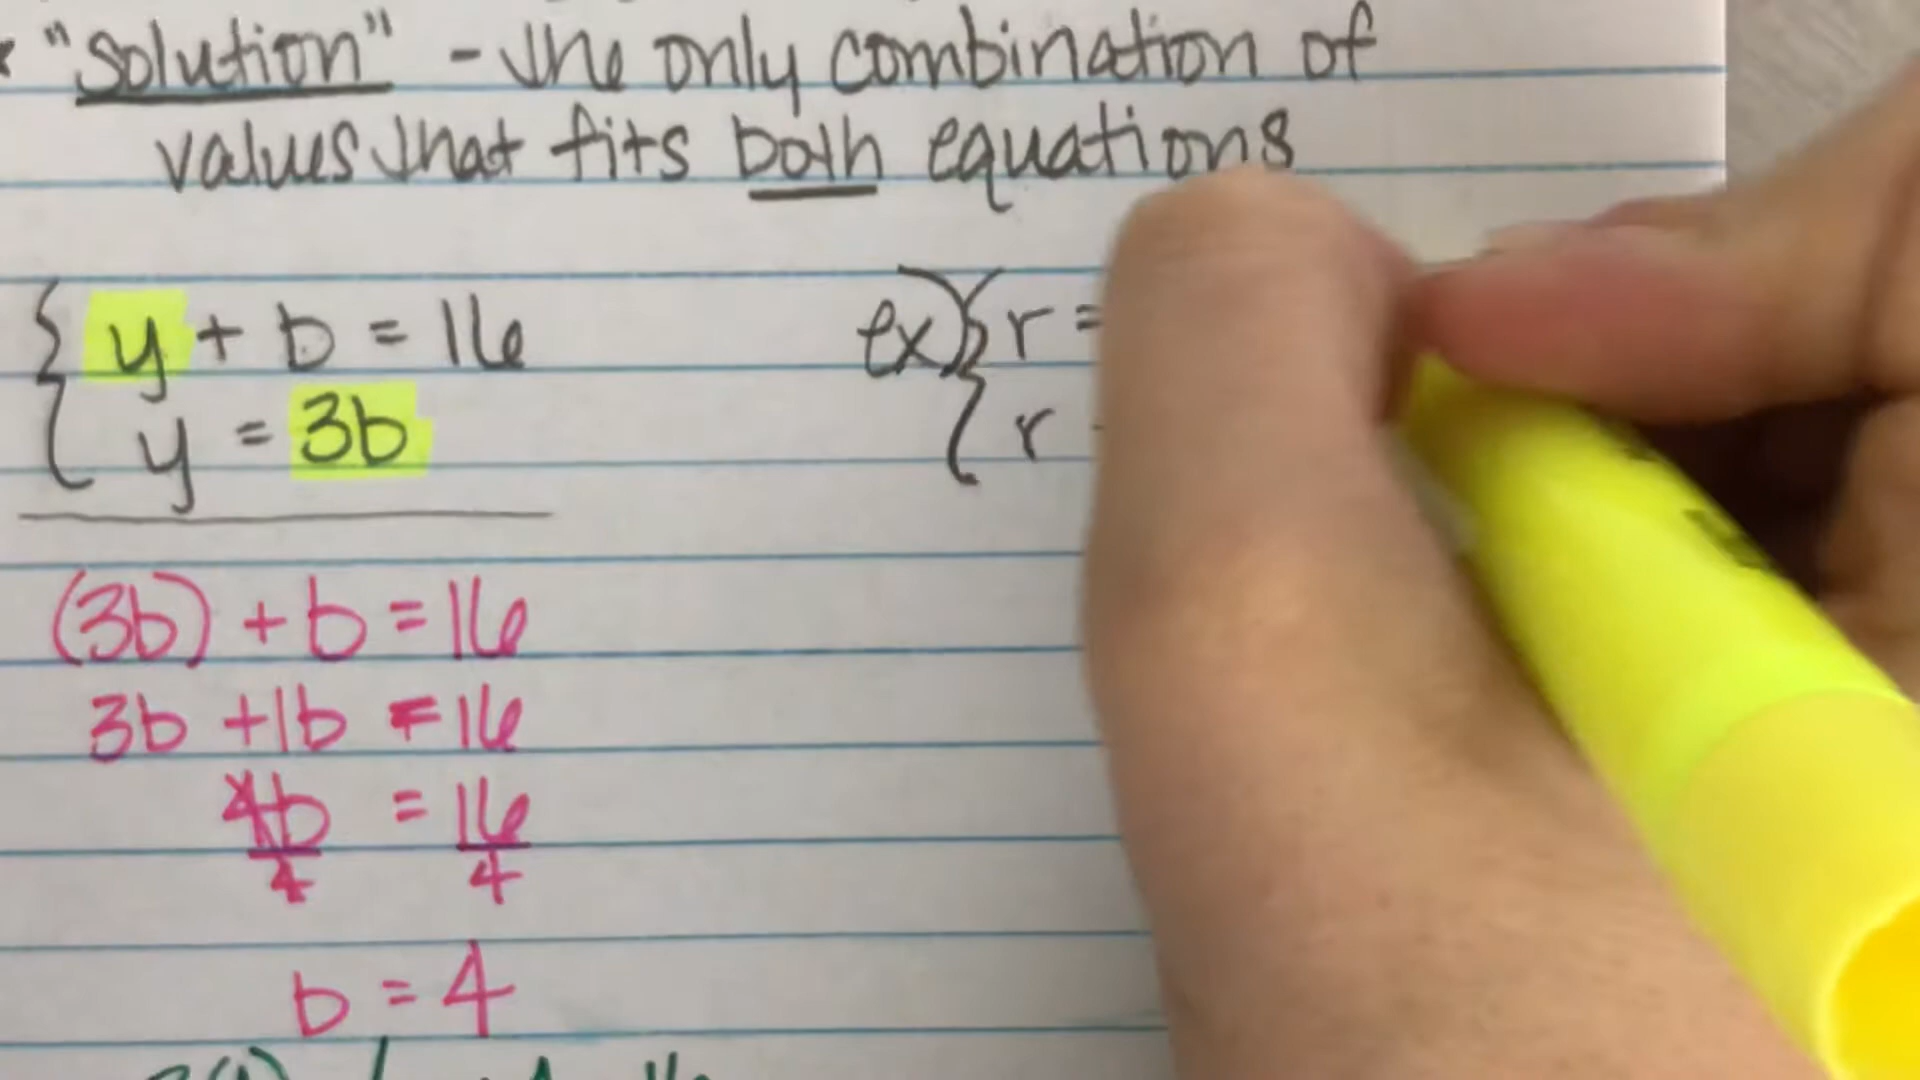 "Solution" - The only combination of
values that fits both equations
{ y + b = 16
y = 3b
ex) { r =
r -
(3b) + b = 16
3b + 1b = 16
4b = 16
4 4
b = 4